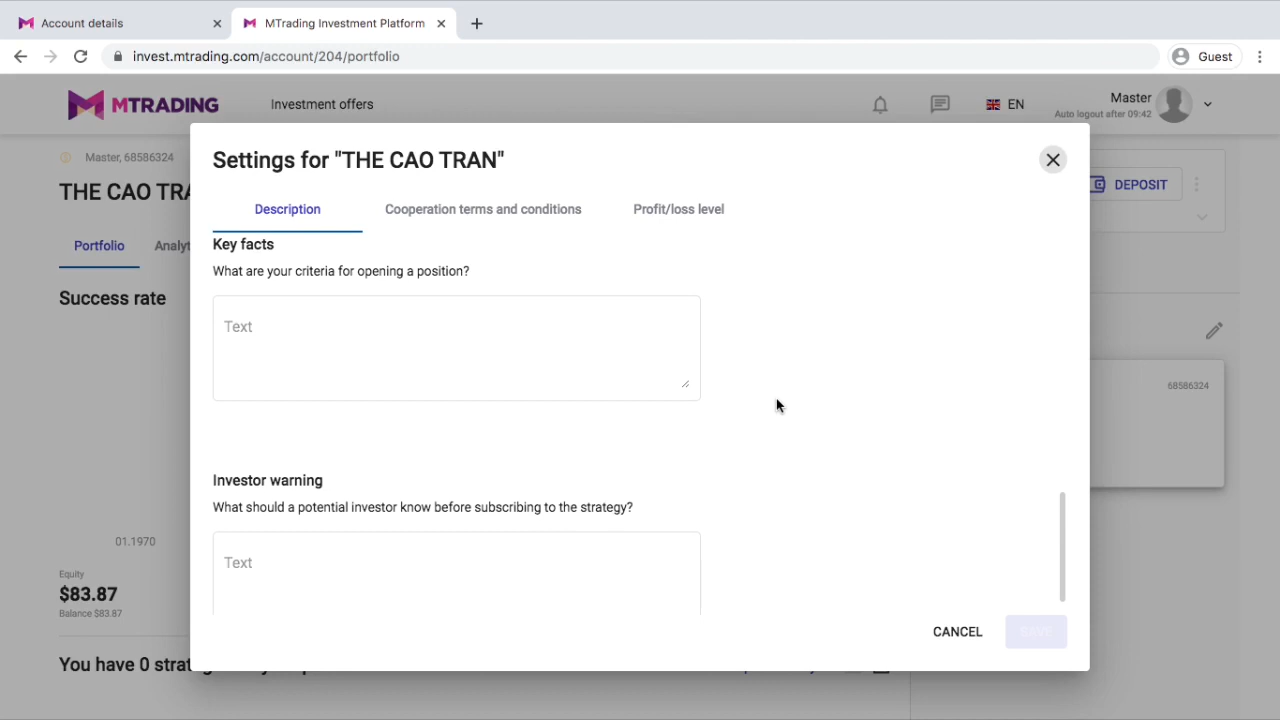 Account details
MTrading Investment Platform
invest.mtrading.com/account/204/portfolio
Guest
MTRADING
Investment offers
EN
Master
Auto logout after 09:42
Master, 68586324
THE CAO TRA
DEPOSIT
Portfolio
Analyt
Success rate
01.1970
Equity
$83.87
Balance $83.87
You have 0 strat
68586324
Settings for "THE CAO TRAN"
Description
Cooperation terms and conditions
Profit/loss level
Key facts
What are your criteria for opening a position?
Text
Investor warning
What should a potential investor know before subscribing to the strategy?
Text
CANCEL
SAVE